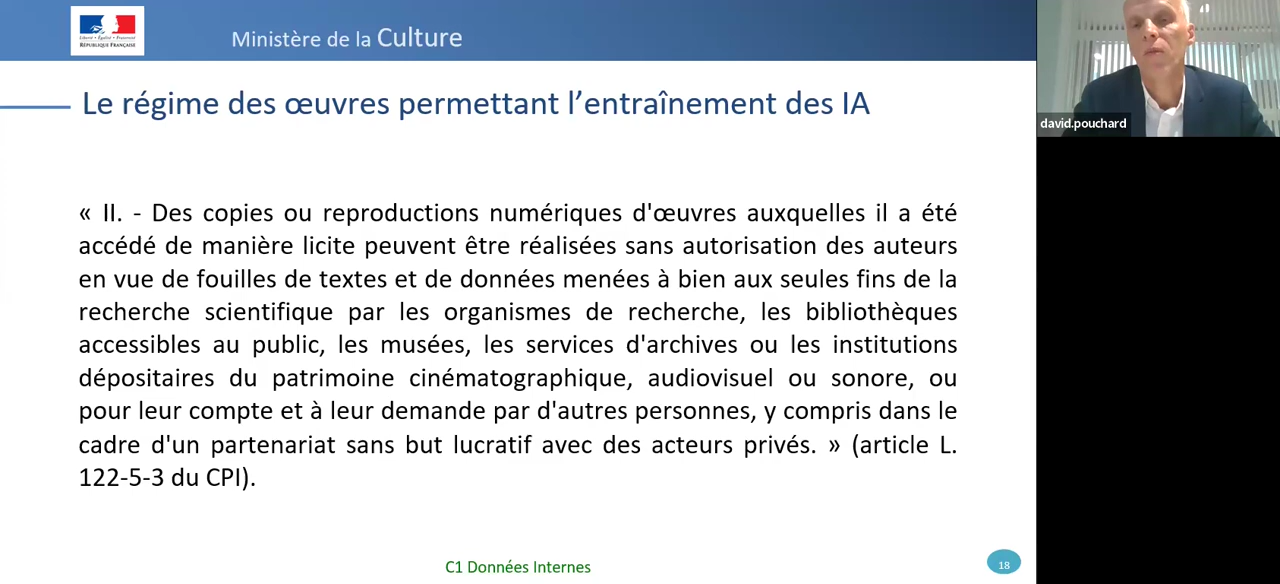 Liberté • Égalité • Fraternité
RÉPUBLIQUE FRANÇAISE
Ministère de la Culture
Le régime des œuvres permettant l’entraînement des IA
david.pouchard
« II. - Des copies ou reproductions numériques d'œuvres auxquelles il a été
accédé de manière licite peuvent être réalisées sans autorisation des auteurs
en vue de fouilles de textes et de données menées à bien aux seules fins de la
recherche scientifique par les organismes de recherche, les bibliothèques
accessibles au public, les musées, les services d'archives ou les institutions
dépositaires du patrimoine cinématographique, audiovisuel ou sonore, ou
pour leur compte et à leur demande par d'autres personnes, y compris dans le
cadre d'un partenariat sans but lucratif avec des acteurs privés. » (article L.
122-5-3 du CPI).
C1 Données Internes
18